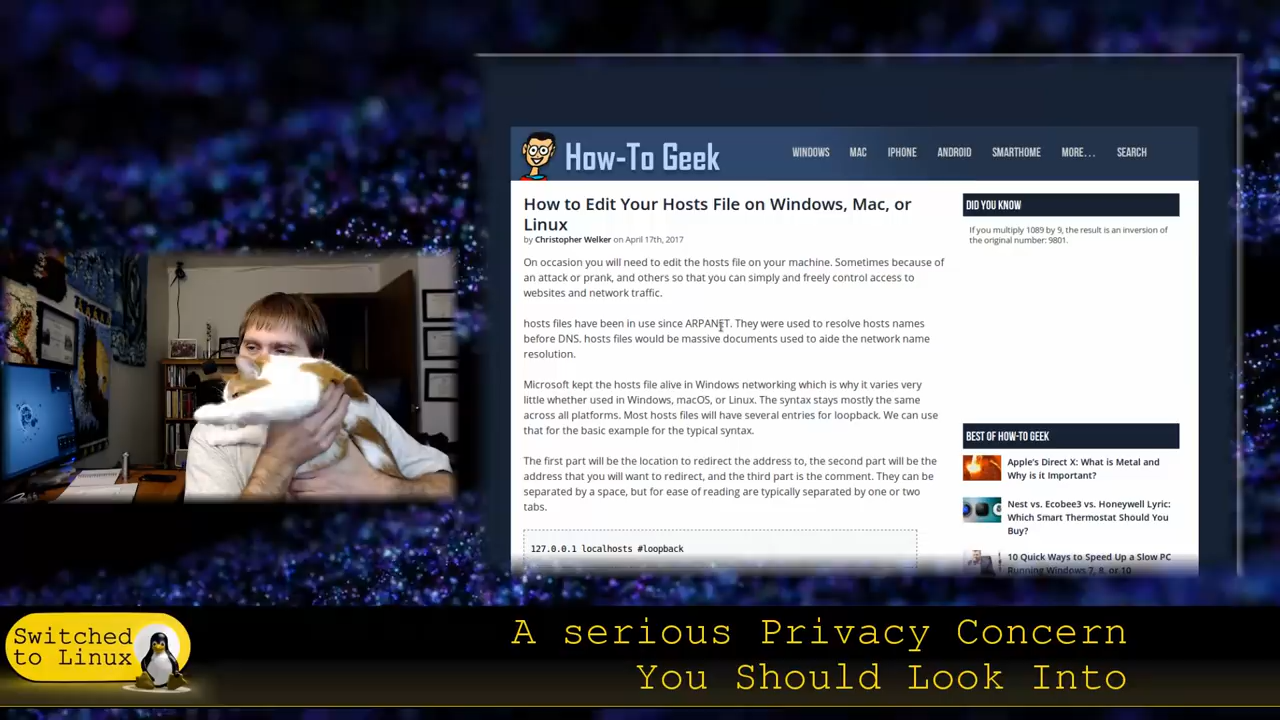 How-To Geek
WINDOWS MAC IPHONE ANDROID SMARTHOME MORE... SEARCH
How to Edit Your Hosts File on Windows, Mac, or
Linux
by Christopher Welker on April 17th, 2017
On occasion you will need to edit the hosts file on your machine. Sometimes because of
an attack or prank, and others so that you can simply and freely control access to
websites and network traffic.
hosts files have been in use since ARPANET. They were used to resolve hosts names
before DNS. hosts files would be massive documents used to aide the network name
resolution.
Microsoft kept the hosts file alive in Windows networking which is why it varies very
little whether used in Windows, macOS, or Linux. The syntax stays mostly the same
across all platforms. Most hosts files will have several entries for loopback. We can use
that for the basic example for the typical syntax.
The first part will be the location to redirect the address to, the second part will be the
address that you will want to redirect, and the third part is the comment. They can be
separated by a space, but for ease of reading are typically separated by one or two
tabs.
127.0.0.1 localhosts #loopback
DID YOU KNOW
If you multiply 1089 by 9, the result is an inversion of
the original number: 9801.
BEST OF HOW-TO GEEK
Apple's Direct X: What is Metal and
Why is it Important?
Nest vs. Ecobee3 vs. Honeywell Lyric:
Which Smart Thermostat Should You
Buy?
10 Quick Ways to Speed Up a Slow PC
Running Windows 7, 8, or 10
Switched
to Linux
A serious Privacy Concern
You Should Look Into